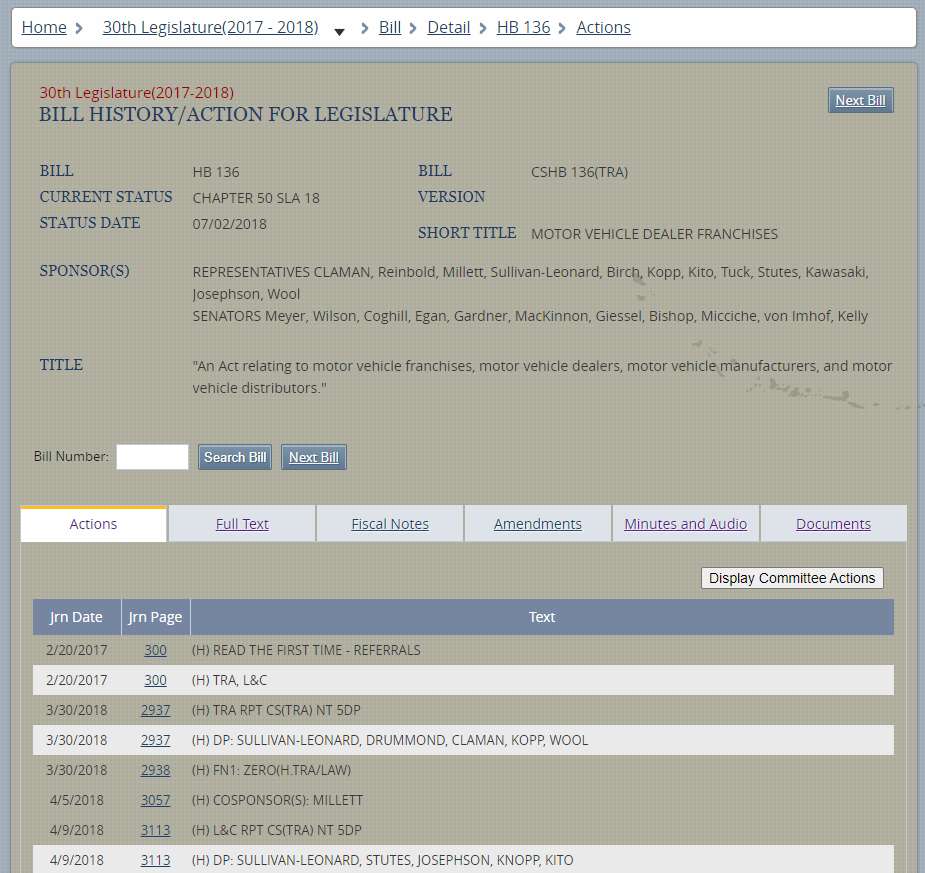 Home > 30th Legislature(2017 - 2018) > Bill > Detail > HB 136 > Actions
30th Legislature(2017-2018)
BILL HISTORY/ACTION FOR LEGISLATURE
Next Bill
BILL HB 136 BILL CSHB 136(TRA)
CURRENT STATUS CHAPTER 50 SLA 18 VERSION
STATUS DATE 07/02/2018
SHORT TITLE MOTOR VEHICLE DEALER FRANCHISES
SPONSOR(S) REPRESENTATIVES CLAMAN, Reinbold, Millett, Sullivan-Leonard, Birch, Kopp, Kito, Tuck, Stutes, Kawasaki,
Josephson, Wool
SENATORS Meyer, Wilson, Coghill, Egan, Gardner, MacKinnon, Giessel, Bishop, Micciche, von Imhof, Kelly
TITLE "An Act relating to motor vehicle franchises, motor vehicle dealers, motor vehicle manufacturers, and motor
vehicle distributors."
Bill Number: Search Bill Next Bill
Actions Full Text Fiscal Notes Amendments Minutes and Audio Documents
Display Committee Actions
Jrn Date Jrn Page Text
2/20/2017 300 (H) READ THE FIRST TIME - REFERRALS
2/20/2017 300 (H) TRA, L&C
3/30/2018 2937 (H) TRA RPT CS(TRA) NT 5DP
3/30/2018 2937 (H) DP: SULLIVAN-LEONARD, DRUMMOND, CLAMAN, KOPP, WOOL
3/30/2018 2938 (H) FN1: ZERO(H.TRA/LAW)
4/5/2018 3057 (H) COSPONSOR(S): MILLETT
4/9/2018 3113 (H) L&C RPT CS(TRA) NT 5DP
4/9/2018 3113 (H) DP: SULLIVAN-LEONARD, STUTES, JOSEPHSON, KNOPP, KITO